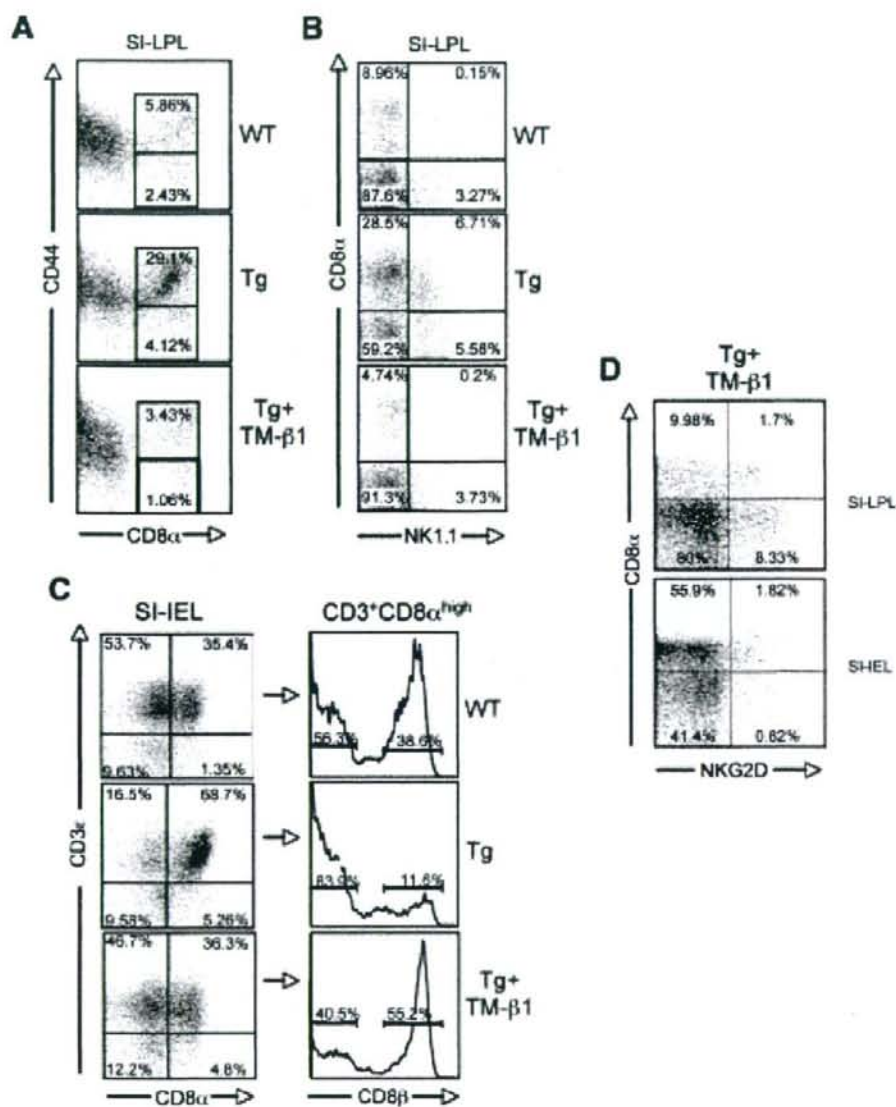 A
SI-LPL
5.86%
2.43%
WT
29.1%
4.12%
Tg
3.43%
1.06%
Tg+
TM-β1
CD44
CD8α
B
SI-LPL
8.96% 0.15%
87.6% 3.27%
WT
28.5% 6.71%
59.2% 5.58%
Tg
4.74% 0.2%
91.3% 3.73%
Tg+
TM-β1
CD8α
NK1.1
C
SI-IEL
CD3⁺CD8α^high
53.7% 35.4%
9.63% 1.35%
56.3% 38.6%
WT
16.5% 68.7%
9.58% 5.26%
83.9% 11.6%
Tg
46.7% 36.3%
12.2% 4.8%
40.5% 55.2%
Tg+
TM-β1
CD3ε
CD8α
CD8β
D
Tg+
TM-β1
9.98% 1.7%
80% 8.33%
SI-LPL
55.9% 1.82%
41.4% 0.82%
SI-IEL
CD8α
NKG2D